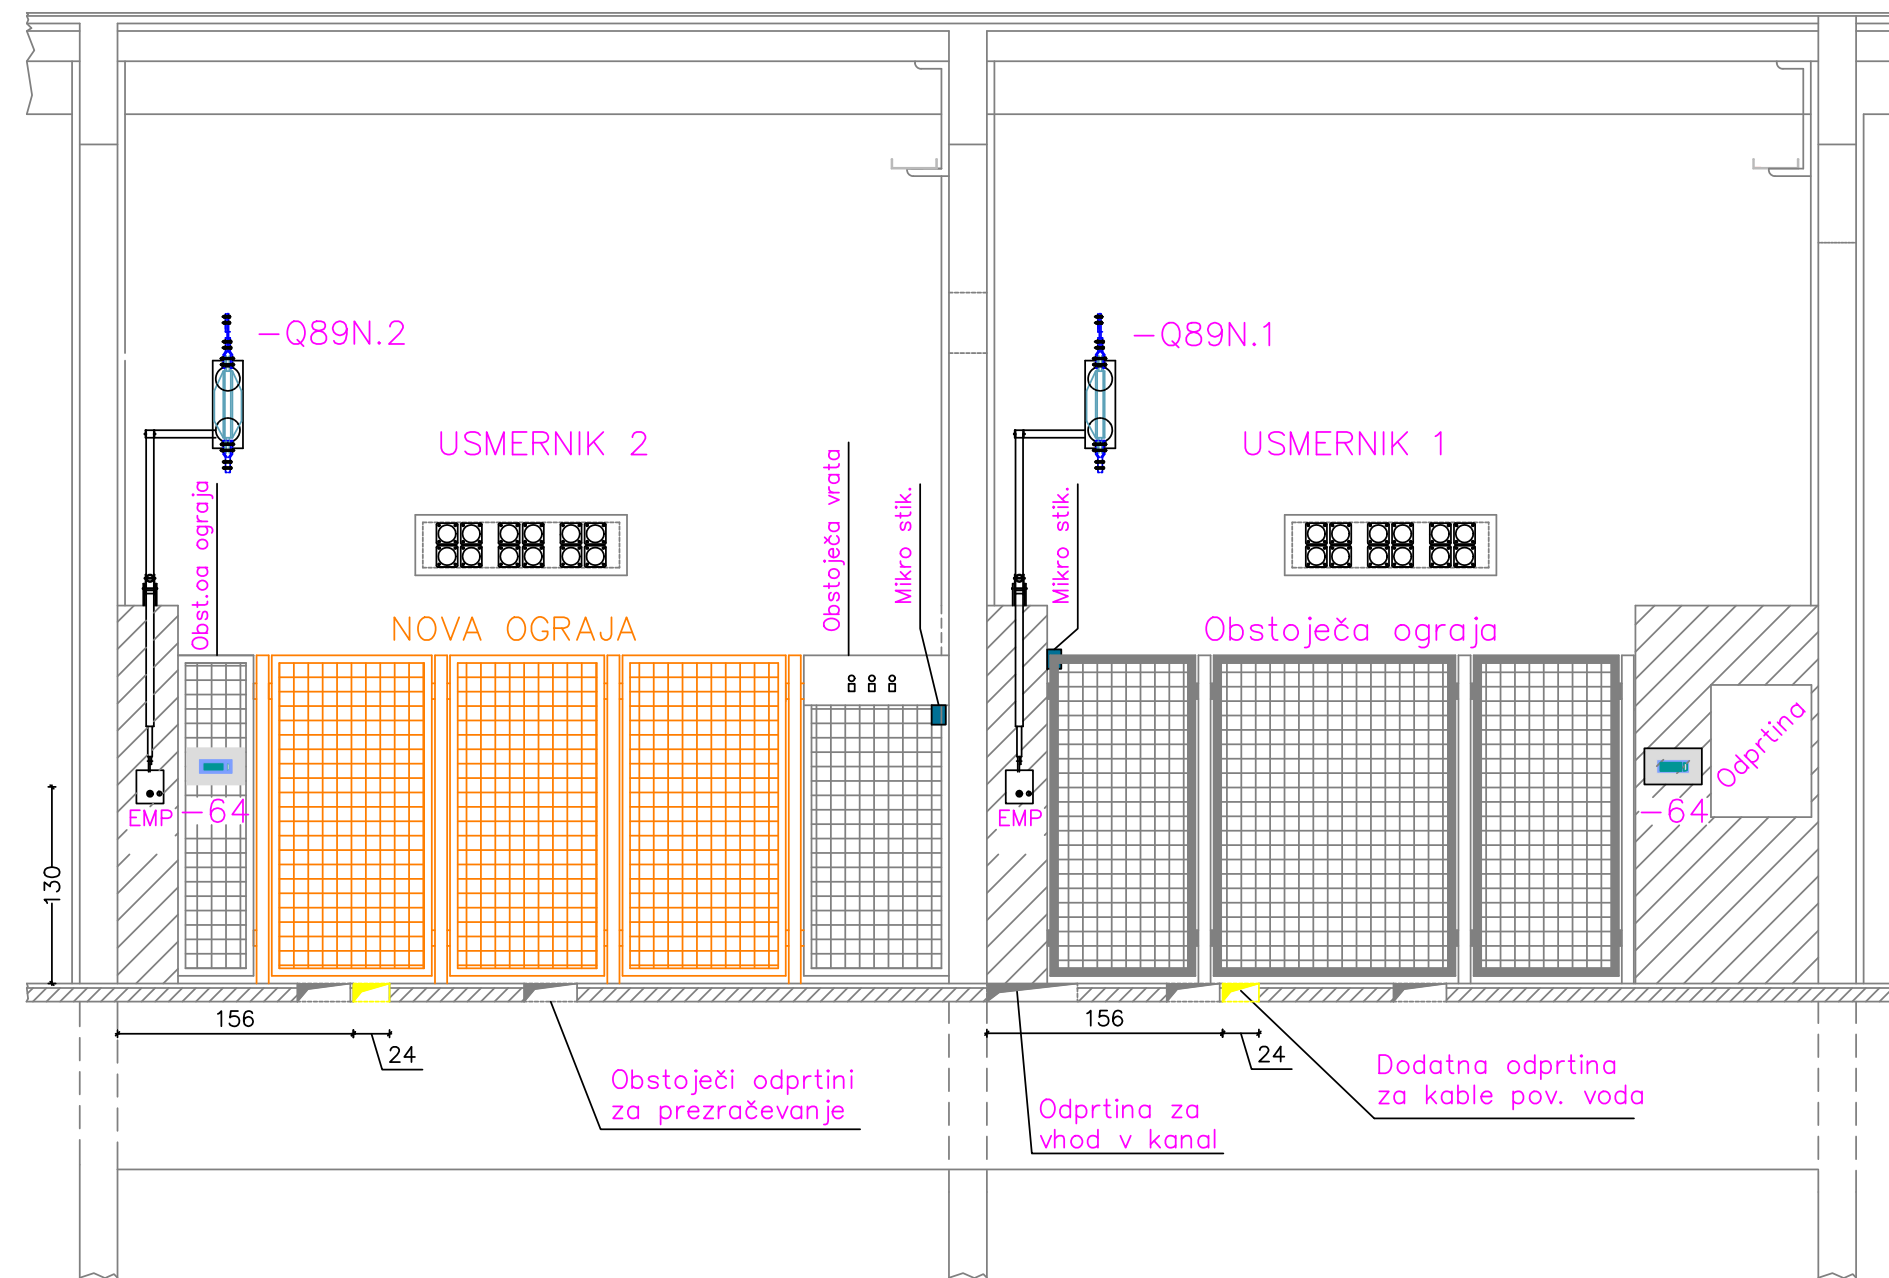 -Q89N.2
-Q89N.1
USMERNIK 2
USMERNIK 1
Obst.oa ograja
Obstoječa vrata
Mikro stik.
Mikro stik.
NOVA OGRAJA
Obstoječa ograja
Odprtina
EMP
-64
EMP
-64
130
156
24
156
24
Obstoječi odprtini
za prezračevanje
Odprtina za
vhod v kanal
Dodatna odprtina
za kable pov. voda